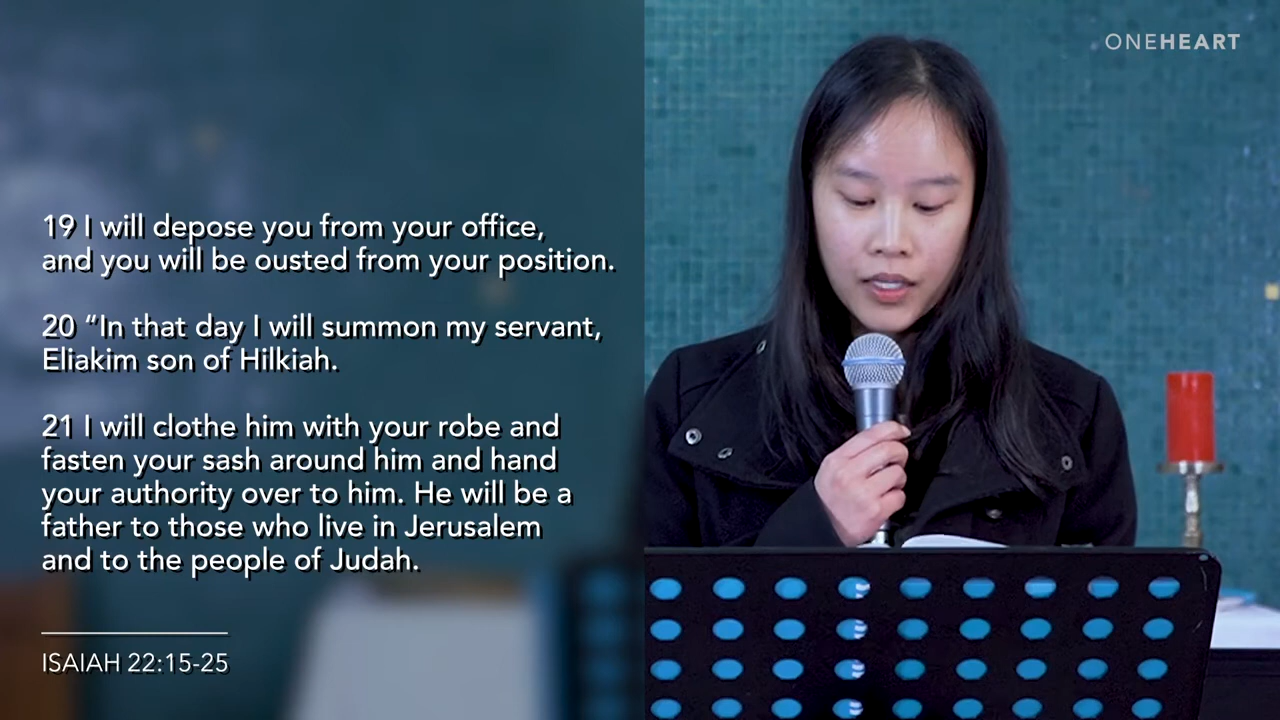 ONEHEART
19 I will depose you from your office,
and you will be ousted from your position.
20 “In that day I will summon my servant,
Eliakim son of Hilkiah.
21 I will clothe him with your robe and
fasten your sash around him and hand
your authority over to him. He will be a
father to those who live in Jerusalem
and to the people of Judah.
ISAIAH 22:15-25